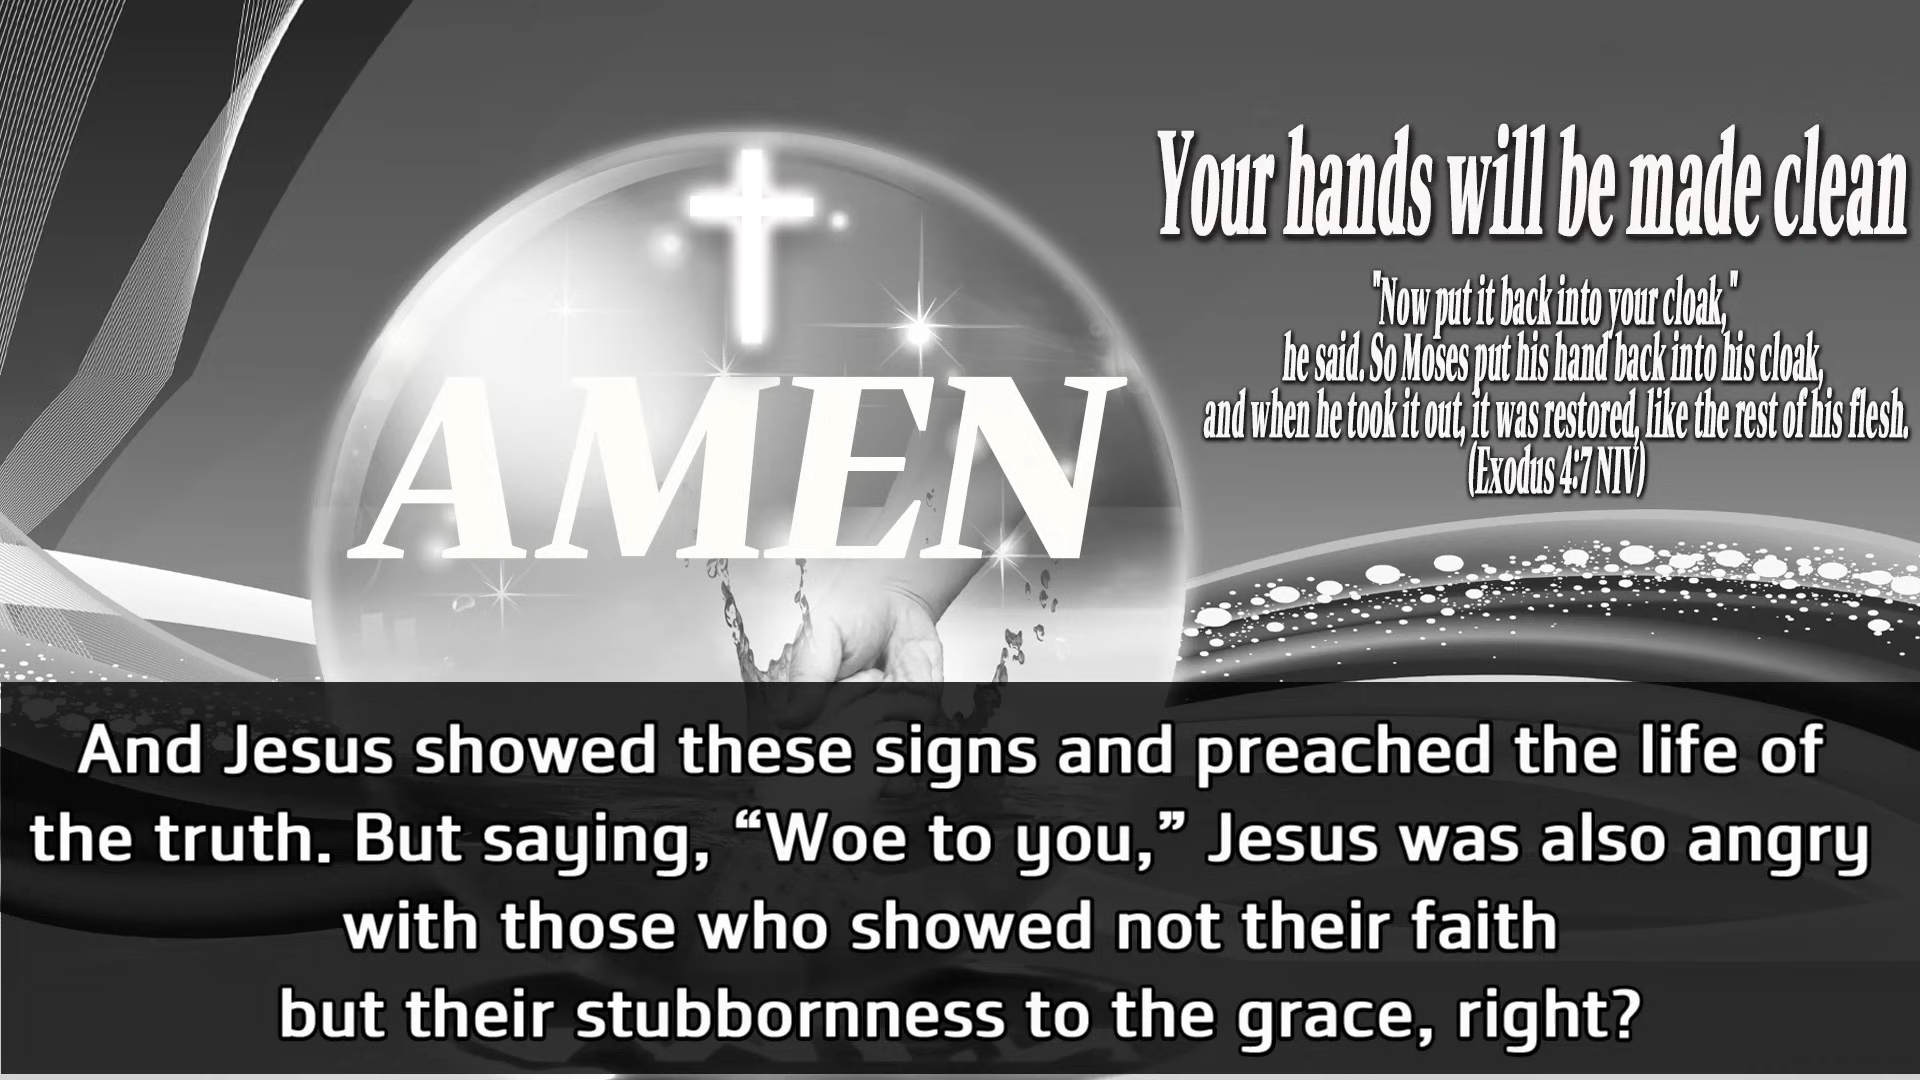 Your hands will be made clean
"Now put it back into your cloak,"
he said. So Moses put his hand back into his cloak,
and when he took it out, it was restored, like the rest of his flesh.
(Exodus 4:7 NIV)
AMEN
And Jesus showed these signs and preached the life of
the truth. But saying, “Woe to you,” Jesus was also angry
with those who showed not their faith
but their stubbornness to the grace, right?